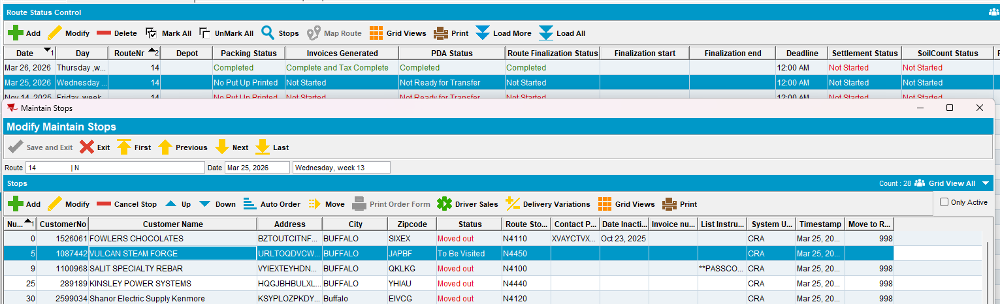 Route Status Control
Add Modify Delete Mark All UnMark All Stops Map Route Grid Views Print Load More Load All
Date 1 Day RouteNr 2 Depot Packing Status Invoices Generated PDA Status Route Finalization Status Finalization start Finalization end Deadline Settlement Status SoilCount Status
Mar 26, 2026 Thursday ,w... 14 Completed Complete and Tax Complete Completed Completed 12:00 AM Not Started Not Started
Mar 25, 2026 Wednesday ... 14 No Put Up Printed Not Started Not Ready for Transfer Not Started 12:00 AM Not Started Not Started
Nov 14, 2025 Friday, week 14 No Put Up Printed Not Started Not Ready for Transfer Not Started 12:00 AM Not Started Not Started
Maintain Stops
Modify Maintain Stops
Save and Exit Exit First Previous Next Last
Route 14 N Date Mar 25, 2026 Wednesday, week 13
Stops Count : 28 Grid View All
Add Modify Cancel Stop Up Down Auto Order Move Print Order Form Driver Sales Delivery Variations Grid Views Print Only Active
Nu... 1 CustomerNo Customer Name Address City Zipcode Status Route Sto... Contact P... Date Inacti... Invoice nu... List Instru... System U... Timestamp Move to R...
0 1526061 FOWLERS CHOCOLATES BZTOUTCITNF... BUFFALO SIXEX Moved out N4110 XVAYCTVX... Oct 23, 2025 CRA Mar 25, 20... 998
5 1087442 VULCAN STEAM FORGE URLTOQDVCW... BUFFALO JAPBF To Be Visited N4450 CRA Mar 25, 20...
9 1100968 SALIT SPECIALTY REBAR VYIEXTEYHDN... BUFFALO QKLKG Moved out N4100 **PASSCO... CRA Mar 25, 20... 998
25 289189 KINSLEY POWER SYSTEMS HQGJBHBULXL... BUFFALO YHIAU Moved out N4440 CRA Mar 25, 20... 998
30 2599034 Shanor Electric Supply Kenmore KSYPLOZPKDY... Buffalo EIVCG Moved out N4120 CRA Mar 25, 20... 998